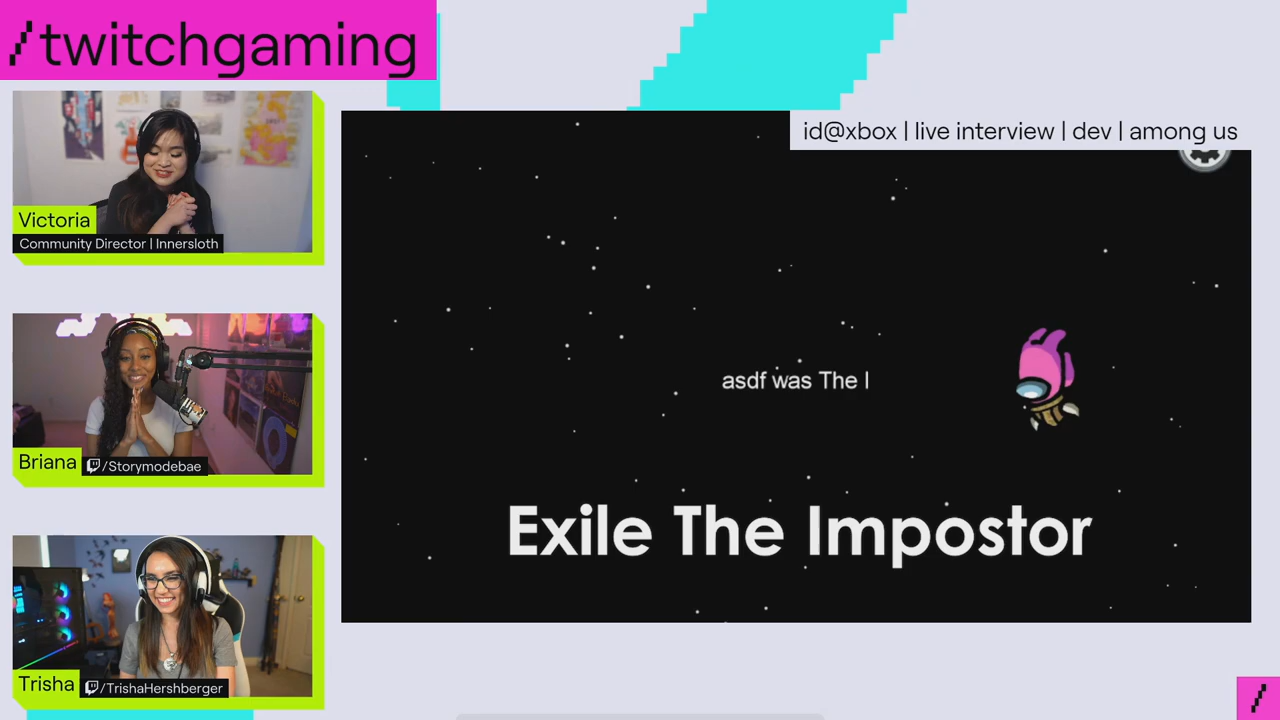 /twitchgaming
id@xbox | live interview | dev | among us
Victoria
Community Director | Innersloth
asdf was The I
Briana
/Storymodebae
Exile The Impostor
Trisha
/TrishaHershberger